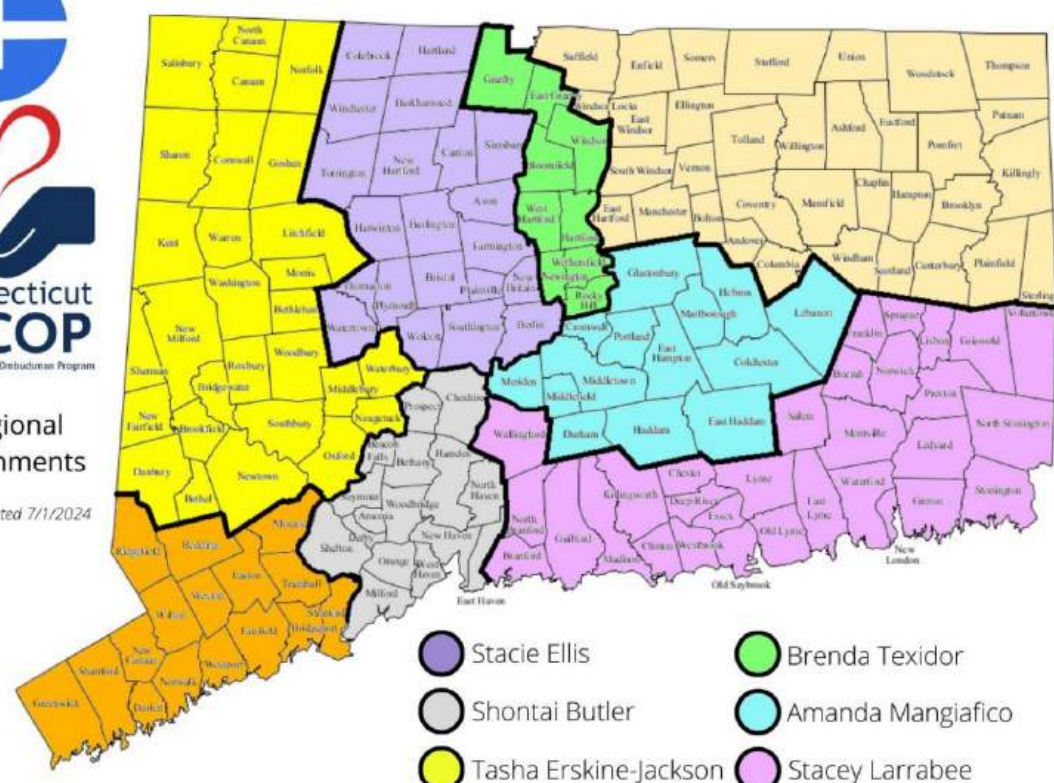 ecticut
COP
Ombudsman Program
gional
nments
ted 7/1/2024
Salisbury
North
Canaan
Canaan
Norfolk
Colebrook
Hartland
Granby
East Granby
Suffield
Enfield
Somers
Stafford
Union
Woodstock
Thompson
Winchester
Barkhamsted
Windsor Locks
East
Windsor
Ellington
Windsor
Tolland
Willington
Ashford
Eastford
Pomfret
Putnam
Killingly
Sharon
Cornwall
Goshen
Torrington
New
Hartford
Canton
Simsbury
Bloomfield
South Windsor
Vernon
Coventry
Mansfield
Chaplin
Hampton
Brooklyn
Kent
Warren
Litchfield
Harwinton
Burlington
Avon
Farmington
West
Hartford
Hartford
East
Hartford
Manchester
Bolton
Andover
Columbia
Windham
Scotland
Canterbury
Plainfield
Sterling
Washington
Morris
Bethlehem
Thomaston
Plymouth
Bristol
Plainville
New
Britain
Wethersfield
Newington
Rocky
Hill
Glastonbury
Hebron
Marlborough
Lebanon
New
Milford
Watertown
Wolcott
Southington
Berlin
Cromwell
Portland
East
Hampton
Colchester
Franklin
Sprague
Lisbon
Griswold
Voluntown
Sherman
Roxbury
Woodbury
Bridgewater
Middlebury
Waterbury
Meriden
Middletown
Middlefield
Bozrah
Norwich
Preston
New
Fairfield
Brookfield
Southbury
Naugatuck
Prospect
Cheshire
Wallingford
Durham
Haddam
East Haddam
Salem
Montville
Ledyard
North Stonington
Danbury
Bethel
Newtown
Oxford
Beacon
Falls
Bethany
Hamden
North
Haven
Killingworth
Chester
Deep River
Essex
Lyme
East
Lyme
Waterford
Groton
Stonington
Ridgefield
Redding
Monroe
Seymour
Ansonia
Derby
Woodbridge
Shelton
Orange
West
Haven
New Haven
North
Branford
Branford
Guilford
Madison
Clinton
Westbrook
Old Lyme
Old Saybrook
New
London
East Haven
Milford
Easton
Trumbull
Weston
Wilton
Fairfield
Stratford
Bridgeport
New
Canaan
Westport
Norwalk
Darien
Stamford
Greenwich
Stacie Ellis
Brenda Texidor
Shontai Butler
Amanda Mangiafico
Tasha Erskine-Jackson
Stacey Larrabee